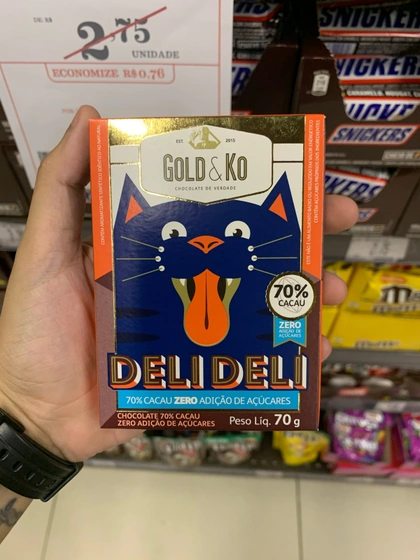 2,75
UNIDADE
ECONOMIZE R$0,76
SNICKERS
SNICKERS
SNICKERS
EST. 2015
GOLD & KO
CHOCOLATE DE VERDADE
70%
CACAU
ZERO
ADIÇÃO DE
AÇÚCARES
DELI DELI
70% CACAU ZERO ADIÇÃO DE AÇÚCARES
CHOCOLATE 70% CACAU
ZERO ADIÇÃO DE AÇÚCARES
Peso Líq. 70 g